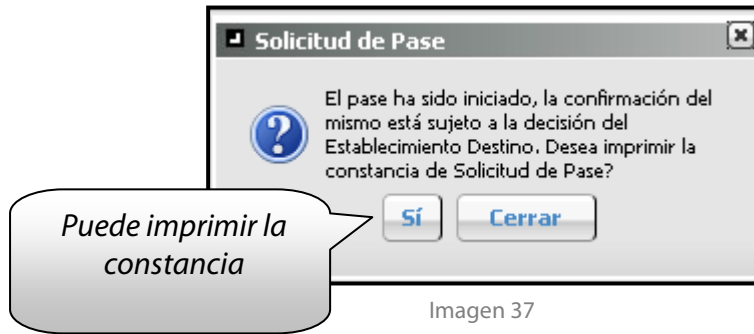 Solicitud de Pase
El pase ha sido iniciado, la confirmación del
mismo está sujeto a la decisión del
Establecimiento Destino. Desea imprimir la
constancia de Solicitud de Pase?
Sí
Cerrar
Puede imprimir la
constancia
Imagen 37